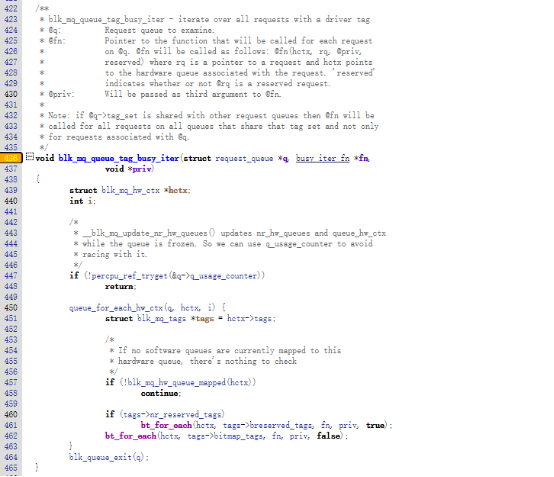 422 /**
423 * blk_mq_queue_tag_busy_iter - iterate over all requests with a driver tag
424 * @q: Request queue to examine.
425 * @fn: Pointer to the function that will be called for each request
426 * on @q. @fn will be called as follows: @fn(hctx, rq, @priv,
427 * reserved) where rq is a pointer to a request and hctx points
428 * to the hardware queue associated with the request. 'reserved'
429 * indicates whether or not @rq is a reserved request.
430 * @priv: Will be passed as third argument to @fn.
431 *
432 * Note: if @q->tag_set is shared with other request queues then @fn will be
433 * called for all requests on all queues that share that tag set and not only
434 * for requests associated with @q.
435 */
436 void blk_mq_queue_tag_busy_iter(struct request_queue *q, busy_iter_fn *fn,
437 void *priv)
438 {
439 struct blk_mq_hw_ctx *hctx;
440 int i;
441
442 /*
443 * __blk_mq_update_nr_hw_queues() updates nr_hw_queues and queue_hw_ctx
444 * while the queue is frozen. So we can use q_usage_counter to avoid
445 * racing with it.
446 */
447 if (!percpu_ref_tryget(&q->q_usage_counter))
448 return;
449
450 queue_for_each_hw_ctx(q, hctx, i) {
451 struct blk_mq_tags *tags = hctx->tags;
452
453 /*
454 * If no software queues are currently mapped to this
455 * hardware queue, there's nothing to check
456 */
457 if (!blk_mq_hw_queue_mapped(hctx))
458 continue;
459
460 if (tags->nr_reserved_tags)
461 bt_for_each(hctx, tags->breserved_tags, fn, priv, true);
462 bt_for_each(hctx, tags->bitmap_tags, fn, priv, false);
463 }
464 blk_queue_exit(q);
465 }